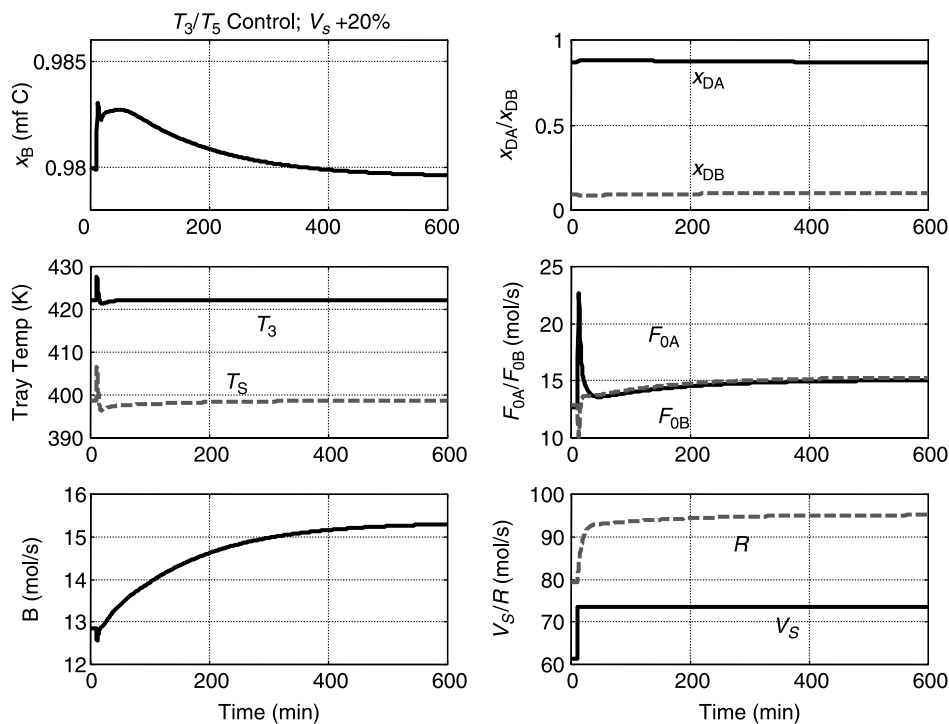 T3/T5 Control; VS +20%
0.985
0.98
xB (mf C)
0 200 400 600
1
0.5
0
xDA/xDB
xDA
xDB
0 200 400 600
430
420
410
400
390
Tray Temp (K)
T3
TS
0 200 400 600
25
20
15
10
F0A/F0B (mol/s)
F0A
F0B
0 200 400 600
16
15
14
13
12
B (mol/s)
0 200 400 600
Time (min)
100
90
80
70
60
VS/R (mol/s)
R
VS
0 200 400 600
Time (min)